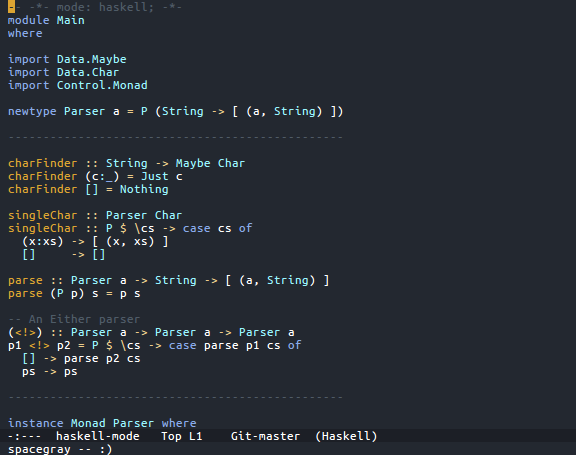 -- -*- mode: haskell; -*-
module Main
where
import Data.Maybe
import Data.Char
import Control.Monad
newtype Parser a = P (String -> [ (a, String) ])
------------------------------------------------
charFinder :: String -> Maybe Char
charFinder (c:_) = Just c
charFinder [] = Nothing
singleChar :: Parser Char
singleChar :: P $ \cs -> case cs of
  (x:xs) -> [ (x, xs) ]
  []     -> []
parse :: Parser a -> String -> [ (a, String) ]
parse (P p) s = p s
-- An Either parser
(<!>) :: Parser a -> Parser a -> Parser a
p1 <!> p2 = P $ \cs -> case parse p1 cs of
  [] -> parse p2 cs
  ps -> ps
------------------------------------------------
instance Monad Parser where
-:---  haskell-mode   Top L1    Git-master  (Haskell)
spacegray -- :)